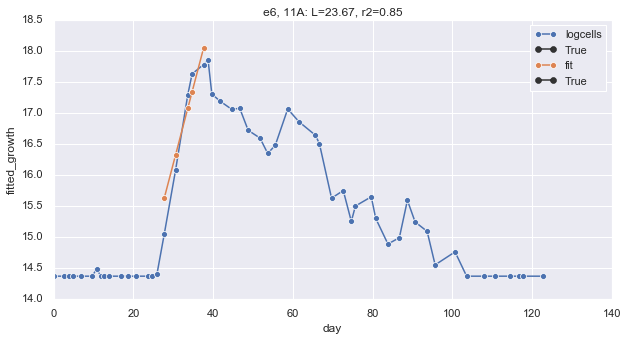 e6, 11A: L=23.67, r2=0.85
18.5
18.0
17.5
17.0
16.5
16.0
15.5
15.0
14.5
14.0
fitted_growth
logcells
True
fit
True
0 20 40 60 80 100 120 140
day